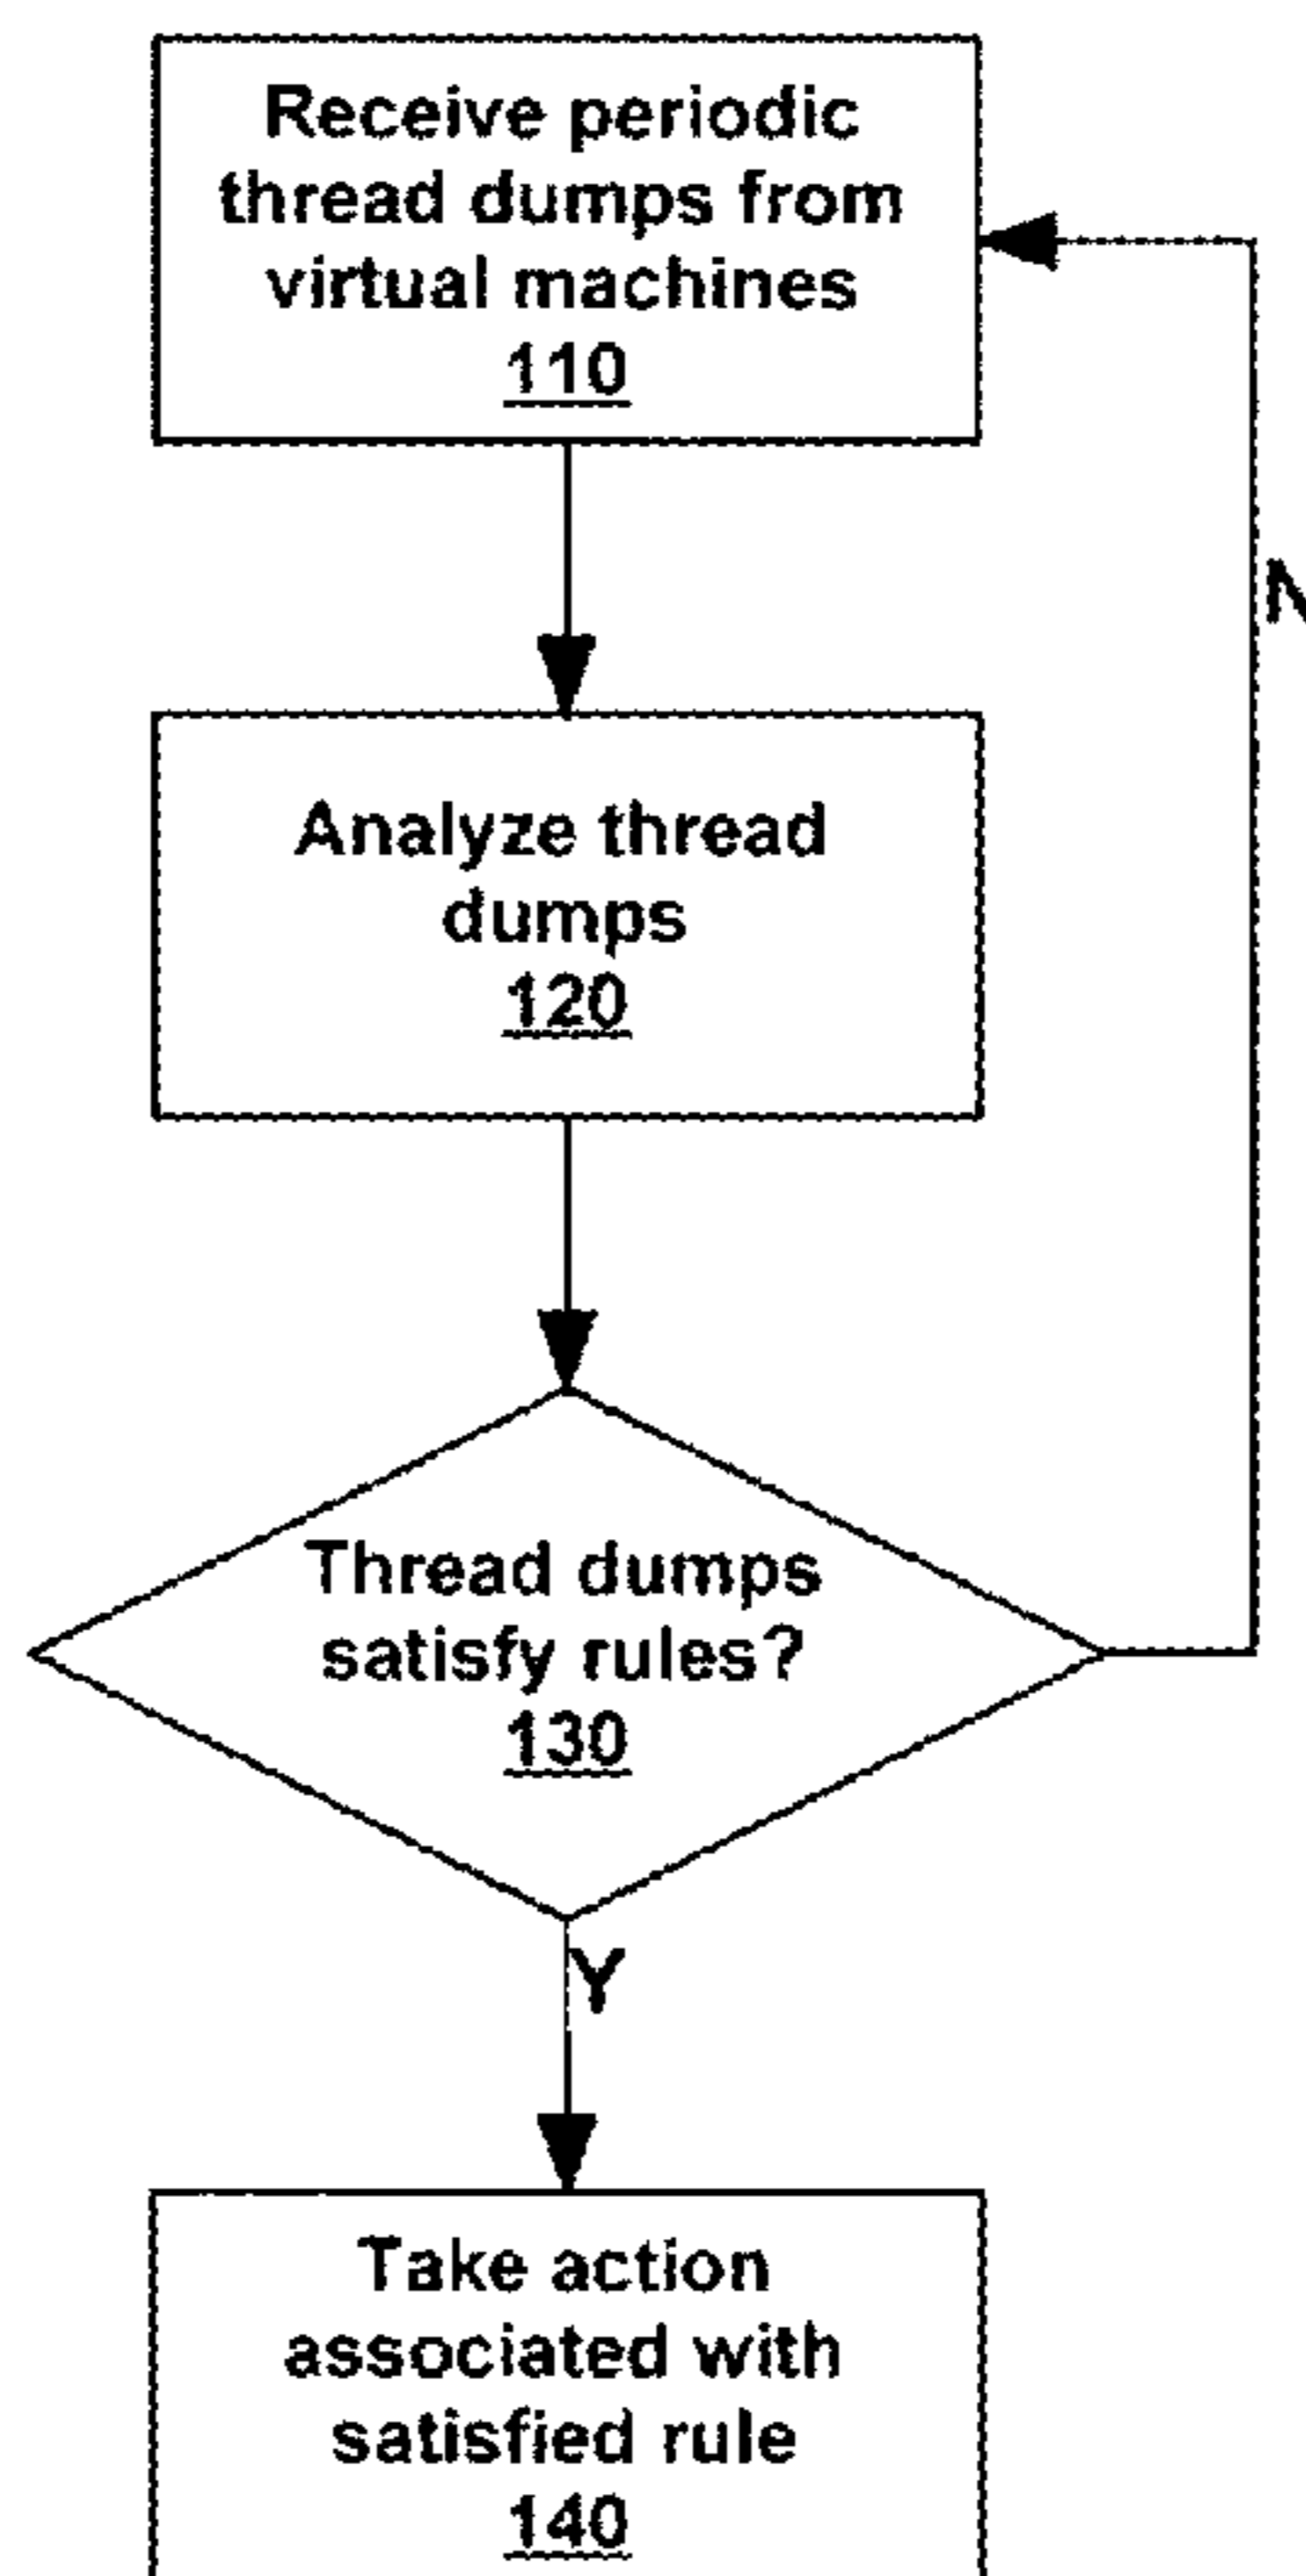 Receive periodic
thread dumps from
virtual machines
110
N
Analyze thread
dumps
120
Thread dumps
satisfy rules?
130
Y
Take action
associated with
satisfied rule
140